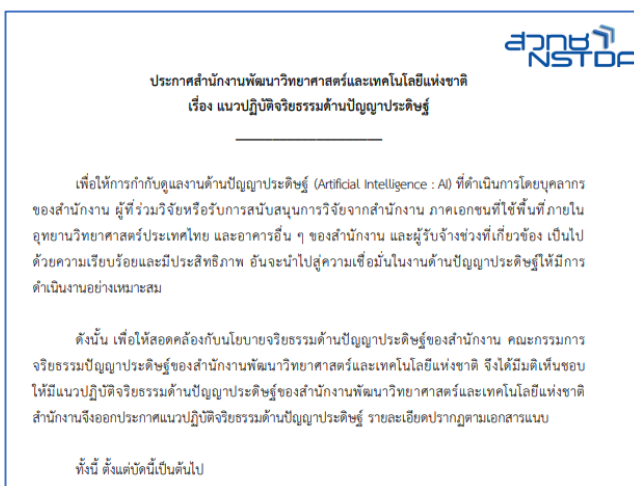 สวทช
NSTDA
ประกาศสำนักงานพัฒนาวิทยาศาสตร์และเทคโนโลยีแห่งชาติ
เรื่อง แนวปฏิบัติจริยธรรมด้านปัญญาประดิษฐ์
เพื่อให้การกำกับดูแลงานด้านปัญญาประดิษฐ์ (Artificial Intelligence : AI) ที่ดำเนินการโดยบุคลากร
ของสำนักงาน ผู้ที่ร่วมวิจัยหรือรับการสนับสนุนการวิจัยจากสำนักงาน ภาคเอกชนที่ใช้พื้นที่ภายใน
อุทยานวิทยาศาสตร์ประเทศไทย และอาคารอื่น ๆ ของสำนักงาน และผู้รับจ้างช่วงที่เกี่ยวข้อง เป็นไป
ด้วยความเรียบร้อยและมีประสิทธิภาพ อันจะนำไปสู่ความเชื่อมั่นในงานด้านปัญญาประดิษฐ์ให้มีการ
ดำเนินงานอย่างเหมาะสม
ดังนั้น เพื่อให้สอดคล้องกับนโยบายจริยธรรมด้านปัญญาประดิษฐ์ของสำนักงาน คณะกรรมการ
จริยธรรมปัญญาประดิษฐ์ของสำนักงานพัฒนาวิทยาศาสตร์และเทคโนโลยีแห่งชาติ จึงได้มีมติเห็นชอบ
ให้มีแนวปฏิบัติจริยธรรมด้านปัญญาประดิษฐ์ของสำนักงานพัฒนาวิทยาศาสตร์และเทคโนโลยีแห่งชาติ
สำนักงานจึงออกประกาศแนวปฏิบัติจริยธรรมด้านปัญญาประดิษฐ์ รายละเอียดปรากฏตามเอกสารแนบ
ทั้งนี้ ตั้งแต่บัดนี้เป็นต้นไป